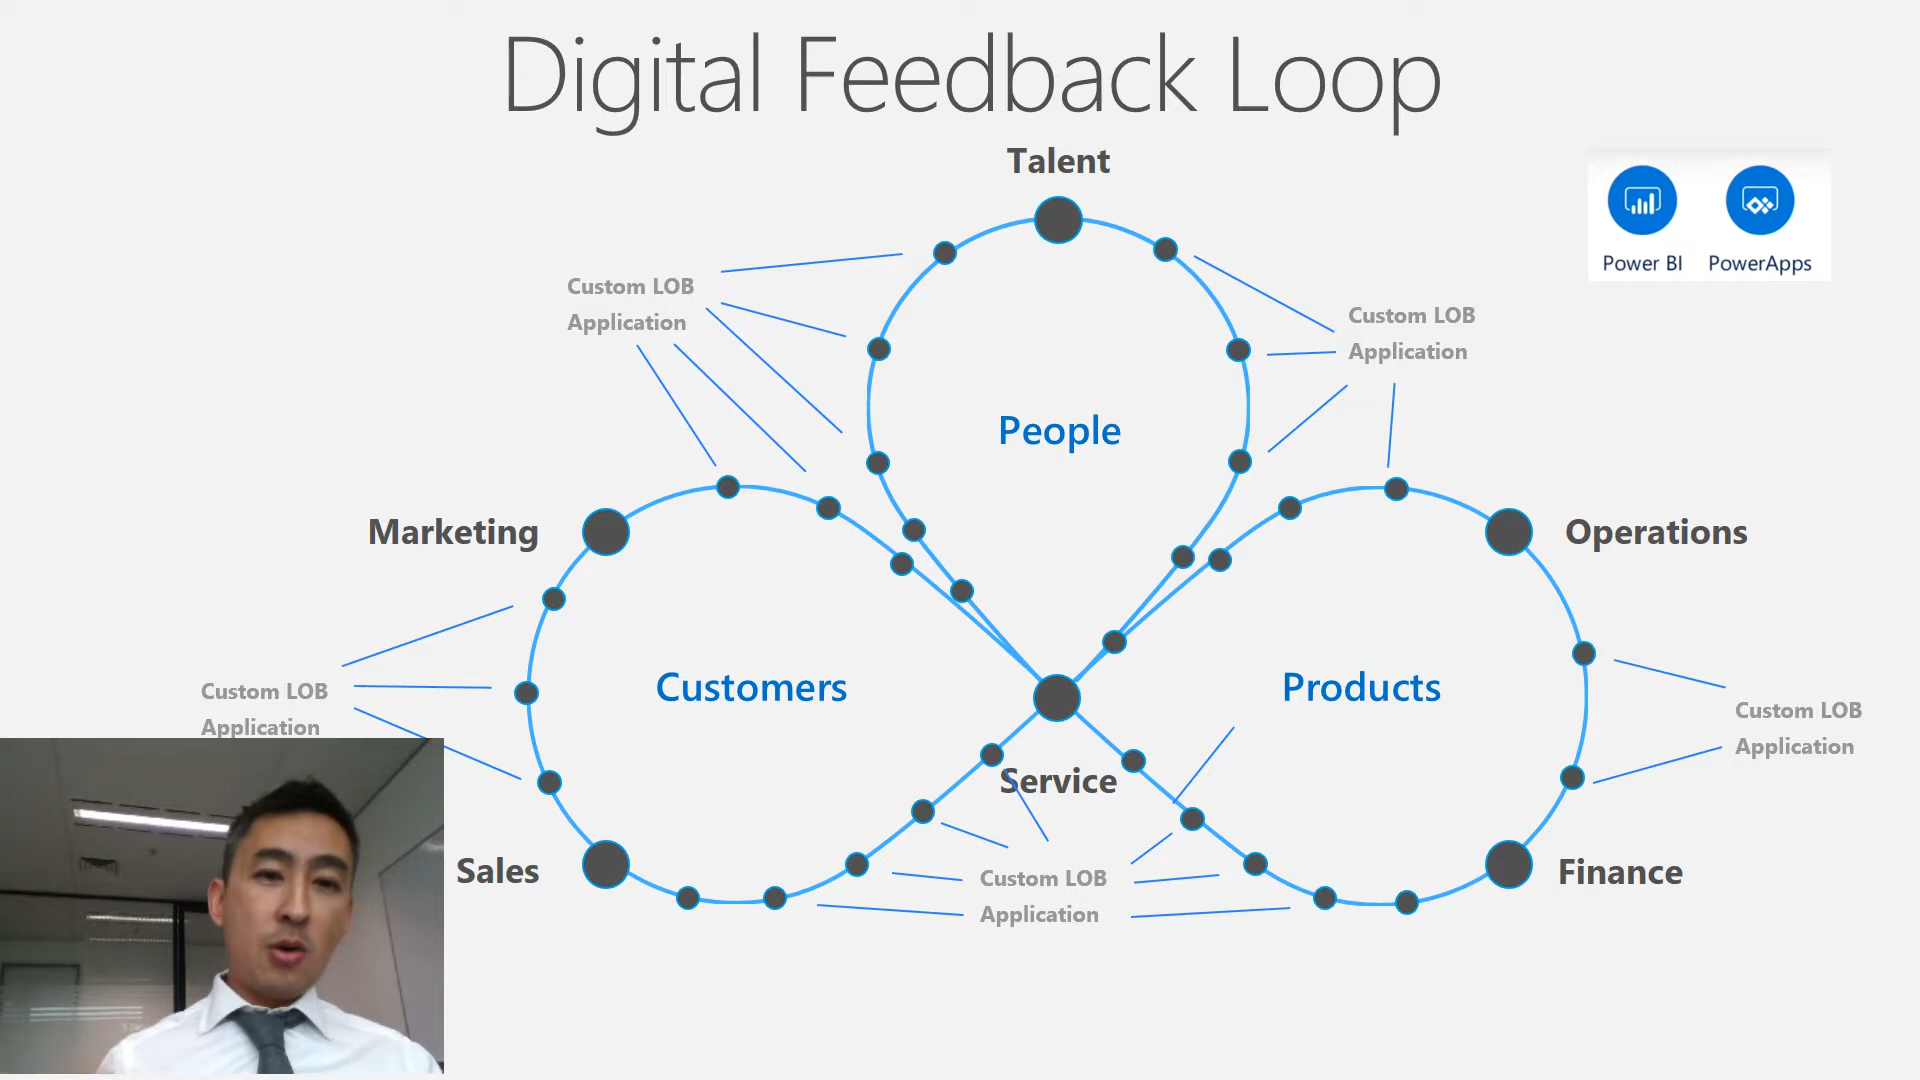 Digital Feedback Loop
Talent
Power BI
PowerApps
Custom LOB
Application
Custom LOB
Application
People
Marketing
Operations
Customers
Products
Custom LOB
Application
Custom LOB
Application
Service
Sales
Custom LOB
Application
Finance